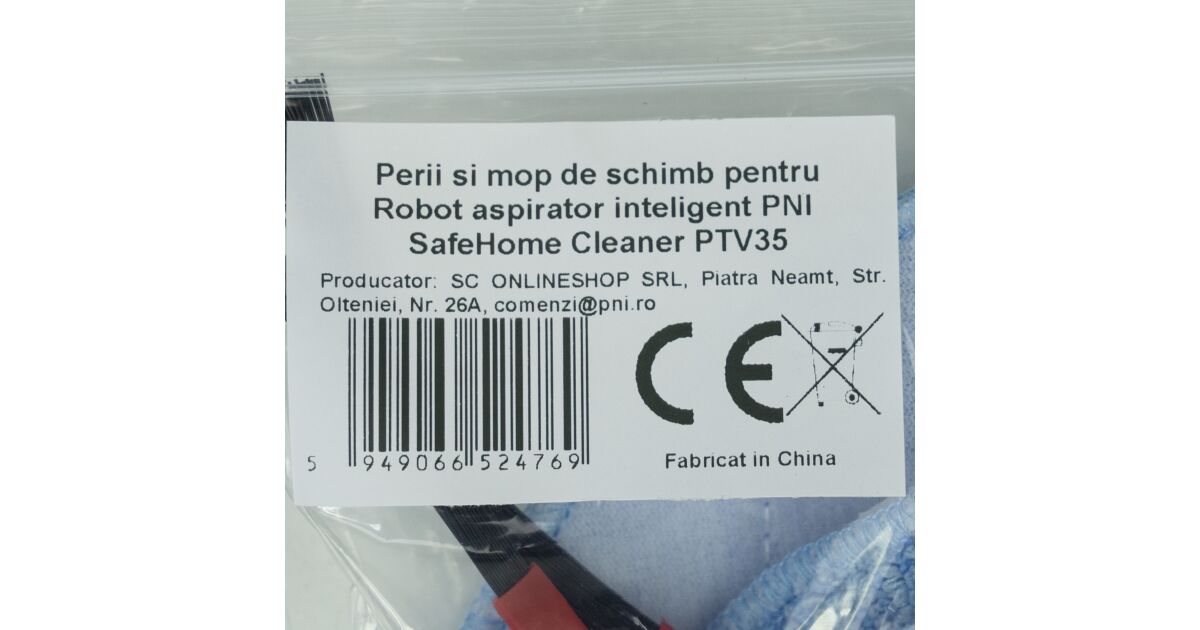 Perii si mop de schimb pentru
Robot aspirator inteligent PNI
SafeHome Cleaner PTV35
Producator: SC ONLINESHOP SRL, Piatra Neamt, Str.
Olteniei, Nr. 26A, comenzi@pni.ro
CE
5 949066 524769
Fabricat in China